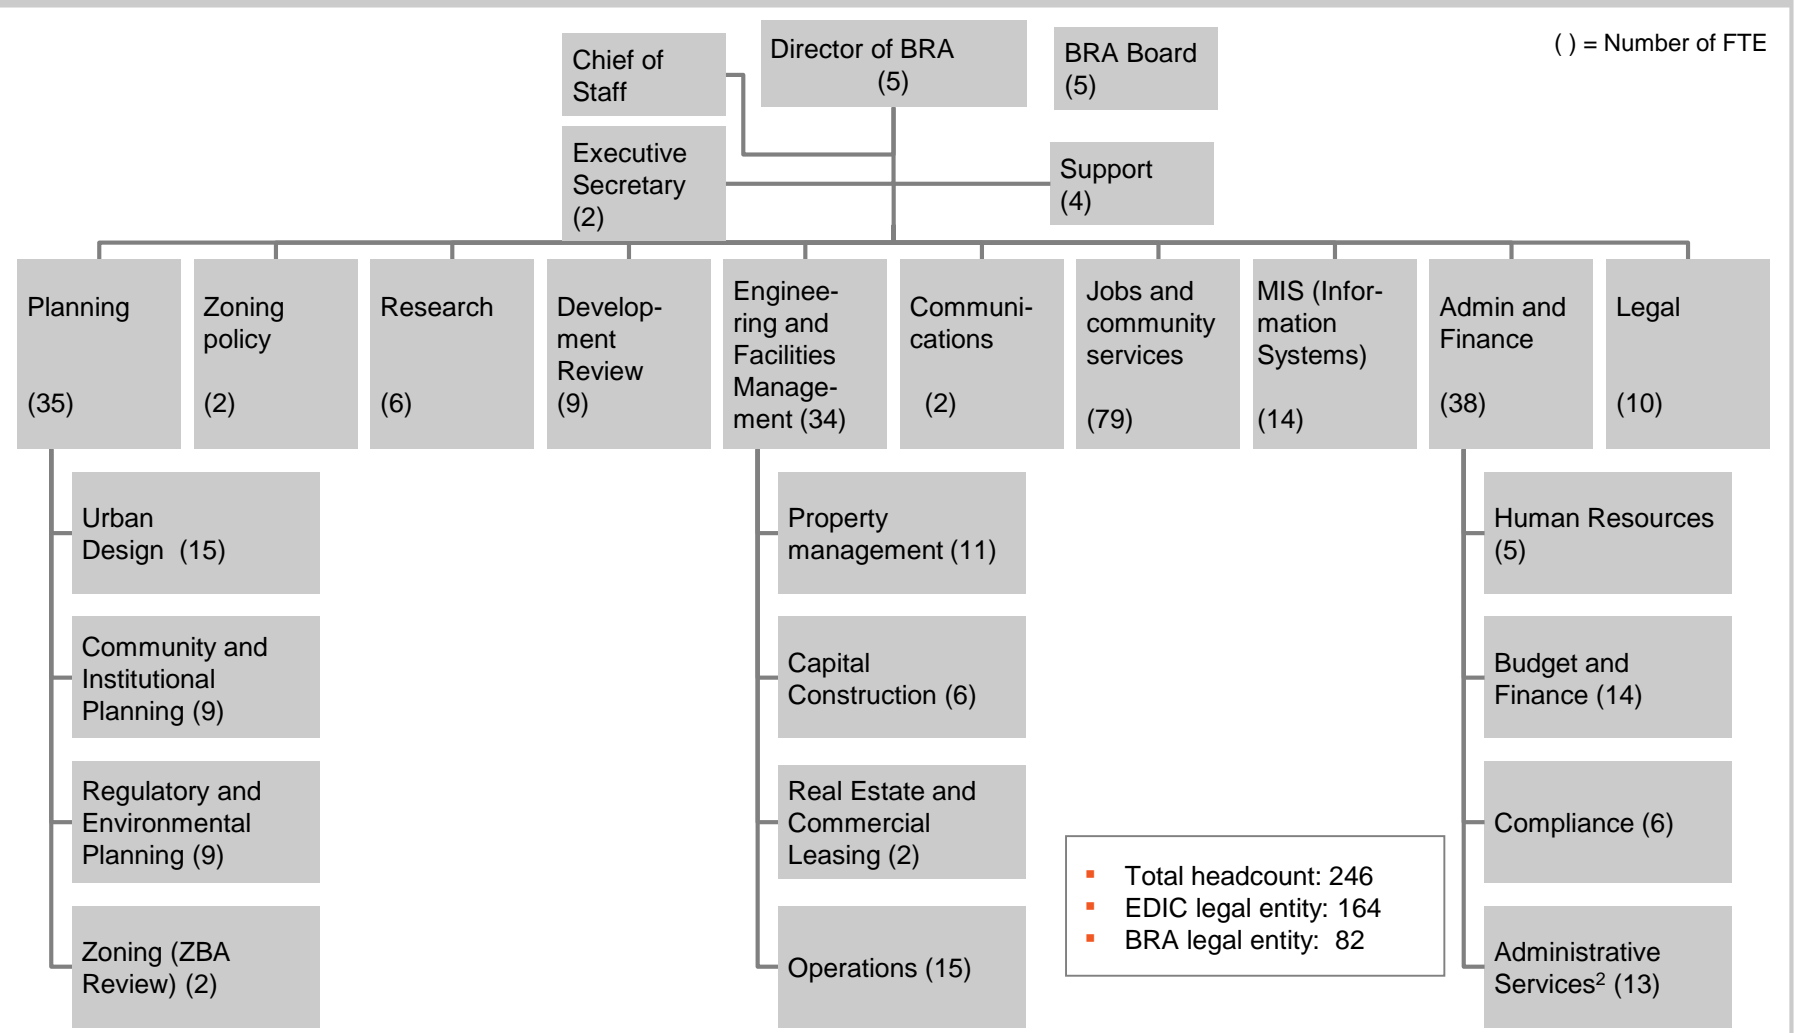 ( ) = Number of FTE
Chief of
Staff
Director of BRA
(5)
BRA Board
(5)
Executive
Secretary
(2)
Support
(4)
Planning
(35)
Zoning
policy
(2)
Research
(6)
Develop-
ment
Review
(9)
Enginee-
ring and
Facilities
Manage-
ment (34)
Communi-
cations
(2)
Jobs and
community
services
(79)
MIS (Infor-
mation
Systems)
(14)
Admin and
Finance
(38)
Legal
(10)
Urban
Design (15)
Community and
Institutional
Planning (9)
Regulatory and
Environmental
Planning (9)
Zoning (ZBA
Review) (2)
Property
management (11)
Capital
Construction (6)
Real Estate and
Commercial
Leasing (2)
Operations (15)
Human Resources
(5)
Budget and
Finance (14)
Compliance (6)
Administrative
Services² (13)
▪ Total headcount: 246
▪ EDIC legal entity: 164
▪ BRA legal entity: 82